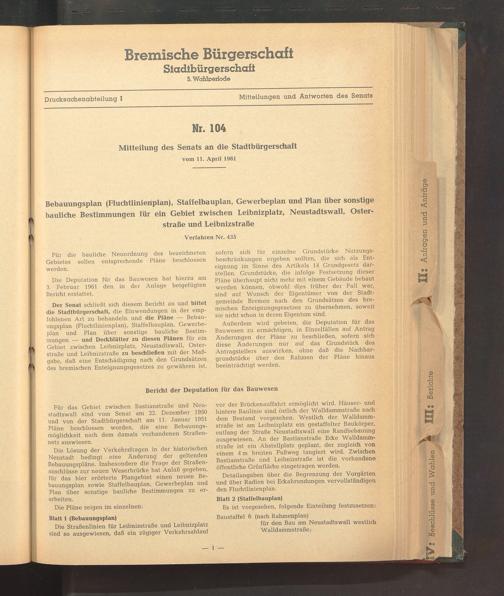 Bremische Bürgerschaft
Stadtbürgerschaft
5. Wahlperiode
Drucksachenabteilung I
Mitteilungen und Antworten des Senats
Nr. 104
Mitteilung des Senats an die Stadtbürgerschaft
vom 11. April 1961
Bebauungsplan (Fluchtlinienplan), Staffelbauplan, Gewerbeplan und Plan über sonstige
bauliche Bestimmungen für ein Gebiet zwischen Leibnizplatz, Neustadtswall, Oster-
straße und Leibnizstraße
Verfahren Nr. 435
Für die bauliche Neuordnung des bezeichneten
Gebietes sollen entsprechende Pläne beschlossen
werden.
Die Deputation für das Bauwesen hat hierzu am
3. Februar 1961 den in der Anlage beigefügten
Bericht erstattet.
Der Senat schließt sich diesem Bericht an und bittet
die Stadtbürgerschaft, die Einwendungen in der emp-
fohlenen Art zu behandeln und die Pläne — Bebau-
ungsplan (Fluchtlinienplan), Staffelbauplan, Gewerbe-
plan und Plan über sonstige bauliche Bestim-
mungen — und Deckblätter zu diesen Plänen für ein
Gebiet zwischen Leibnizplatz, Neustadtswall, Oster-
straße und Leibnizstraße zu beschließen mit der Maß-
gabe, daß eine Entschädigung nach den Grundsätzen
des bremischen Enteignungsgesetzes zu gewähren ist,
sofern sich für einzelne Grundstücke Nutzungs-
beschränkungen ergeben sollten, die sich als Ent-
eignung im Sinne des Artikels 14 Grundgesetz dar-
stellen. Grundstücke, die infolge Festsetzung dieser
Pläne überhaupt nicht mehr mit einem Gebäude bebaut
werden können, obwohl dies früher der Fall war,
sind auf Wunsch der Eigentümer von der Stadt-
gemeinde Bremen nach den Grundsätzen des bre-
mischen Enteignungsgesetzes zu übernehmen, soweit
sie nicht schon in deren Eigentum sind.
Außerdem wird gebeten, die Deputation für das
Bauwesen zu ermächtigen, in Einzelfällen auf Antrag
Änderungen der Pläne zu beschließen, sofern sich
diese Änderungen nur auf das Grundstück des
Antragstellers auswirken, ohne daß die Nachbar-
grundstücke über den Rahmen der Pläne hinaus
beeinträchtigt werden.
Bericht der Deputation für das Bauwesen
Für das Gebiet zwischen Bastianstraße und Neu-
stadtswall sind vom Senat am 22. Dezember 1950
und von der Stadtbürgerschaft am 11. Januar 1951
Pläne beschlossen worden, die eine Bebauungs-
möglichkeit nach dem damals vorhandenen Straßen-
netz auswiesen.
Die Lösung der Verkehrsfragen in der historischen
Neustadt bedingt eine Änderung der geltenden
Bebauungspläne. Insbesondere die Frage der Straßen-
anschlüsse zur neuen Weserbrücke hat Anlaß gegeben,
für das hier erörterte Plangebiet einen neuen Be-
bauungsplan sowie Staffelbauplan, Gewerbeplan und
Plan über sonstige bauliche Bestimmungen zu er-
arbeiten.
Die Pläne zeigen im einzelnen:
Blatt 1 (Bebauungsplan)
Die Straßenlinien für Leibnizstraße und Leibnizplatz
sind so ausgewiesen, daß ein zügiger Verkehrsablauf
vor der Brückenauffahrt ermöglicht wird. Häuser- und
hintere Baulinie sind östlich der Walldammstraße nach
dem Bestand vorgesehen. Westlich der Walldamm-
straße ist am Leibnizplatz ein gestaffelter Baukörper,
entlang der Straße Neustadtswall eine Randbebauung
ausgewiesen. An der Bastianstraße Ecke Walldamm-
straße ist ein Abstellplatz geplant, der zugleich von
einem 4 m breiten Fußweg tangiert wird. Zwischen
Bastianstraße und Leibnizplatz ist die vorhandene
öffentliche Grünfläche eingetragen worden.
Detailangaben über die Begrenzung der Vorgärten
und über Radien bei Eckabrundungen vervollständigen
den Fluchtlinienplan.
Blatt 2 (Staffelbauplan)
Es ist vorgesehen, folgende Einteilung festzusetzen:
Baustaffel 6 (nach Rahmenplan)
für den Bau am Neustadtswall westlich
Walldammstraße;
— 1 —
II: Anfragen und Anträge
III: Berichte
IV: Beschlüsse und Wahlen